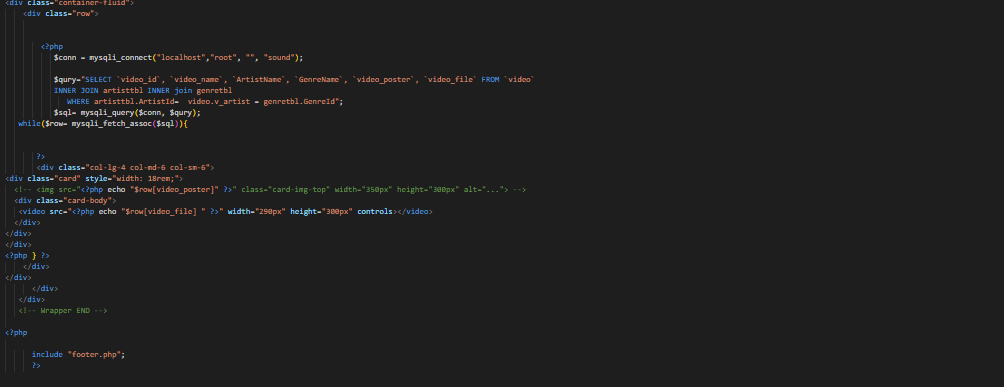 <div class="container-fluid">
<div class="row">
<?php
$conn = mysqli_connect("localhost","root", "", "sound");
$qury="SELECT `video_id`, `video_name`, `ArtistName`, `GenreName`, `video_poster`, `video_file` FROM `video`
INNER JOIN artisttbl INNER join genretbl
WHERE artisttbl.ArtistId=  video.v_artist = genretbl.GenreId";
$sql= mysqli_query($conn, $qury);
while($row= mysqli_fetch_assoc($sql)){
?>
<div class="col-lg-4 col-md-6 col-sm-6">
<div class="card" style="width: 18rem;">
<!-- <img src="<?php echo "$row[video_poster]" ?>" class="card-img-top" width="350px" height="300px" alt="..."> -->
<div class="card-body">
<video src="<?php echo "$row[video_file] " ?>" width="290px" height="300px" controls></video>
</div>
</div>
</div>
<?php } ?>
</div>
</div>
</div>
</div>
<!-- Wrapper END -->
<?php
include "footer.php";
?>